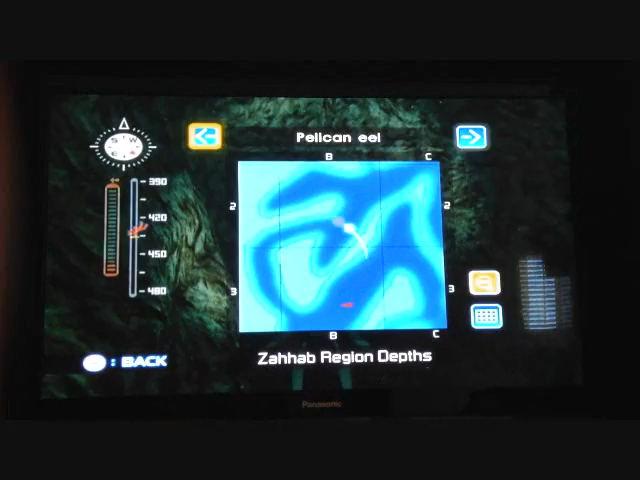 Pelican eel
B C
S W
E
390
2 2
420
450
3 3
480
B C
: BACK
Zahhab Region Depths
Panasonic